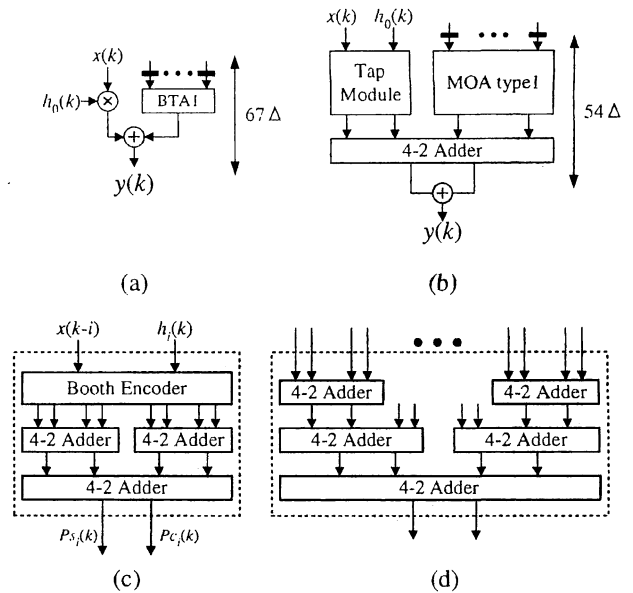 x(k)
h₀(k)
BTA1
67 Δ
y(k)
(a)
x(k) h₀(k)
Tap Module
MOA type1
4-2 Adder
54 Δ
y(k)
(b)
x(k-i) hᵢ(k)
Booth Encoder
4-2 Adder 4-2 Adder
4-2 Adder
Psᵢ(k) Pcᵢ(k)
(c)
4-2 Adder 4-2 Adder
4-2 Adder 4-2 Adder
4-2 Adder
(d)